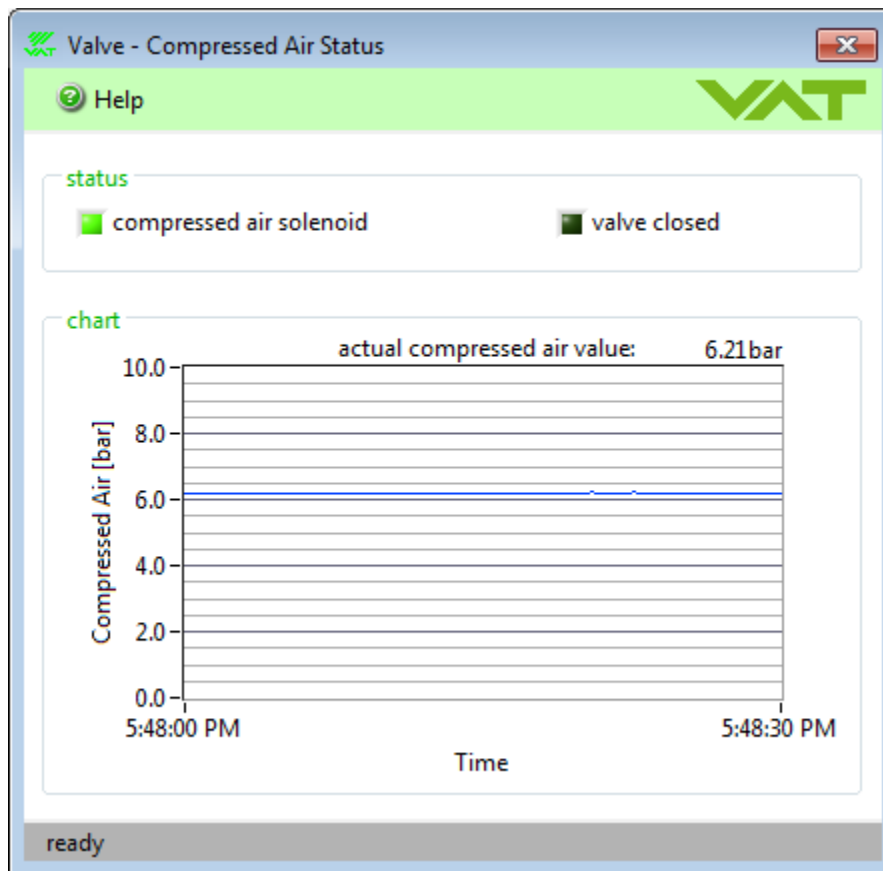 VAT Valve - Compressed Air Status
Help VAT
status
compressed air solenoid valve closed
chart
actual compressed air value: 6.21bar
10.0
8.0
6.0
4.0
2.0
0.0
Compressed Air [bar]
5:48:00 PM 5:48:30 PM
Time
ready